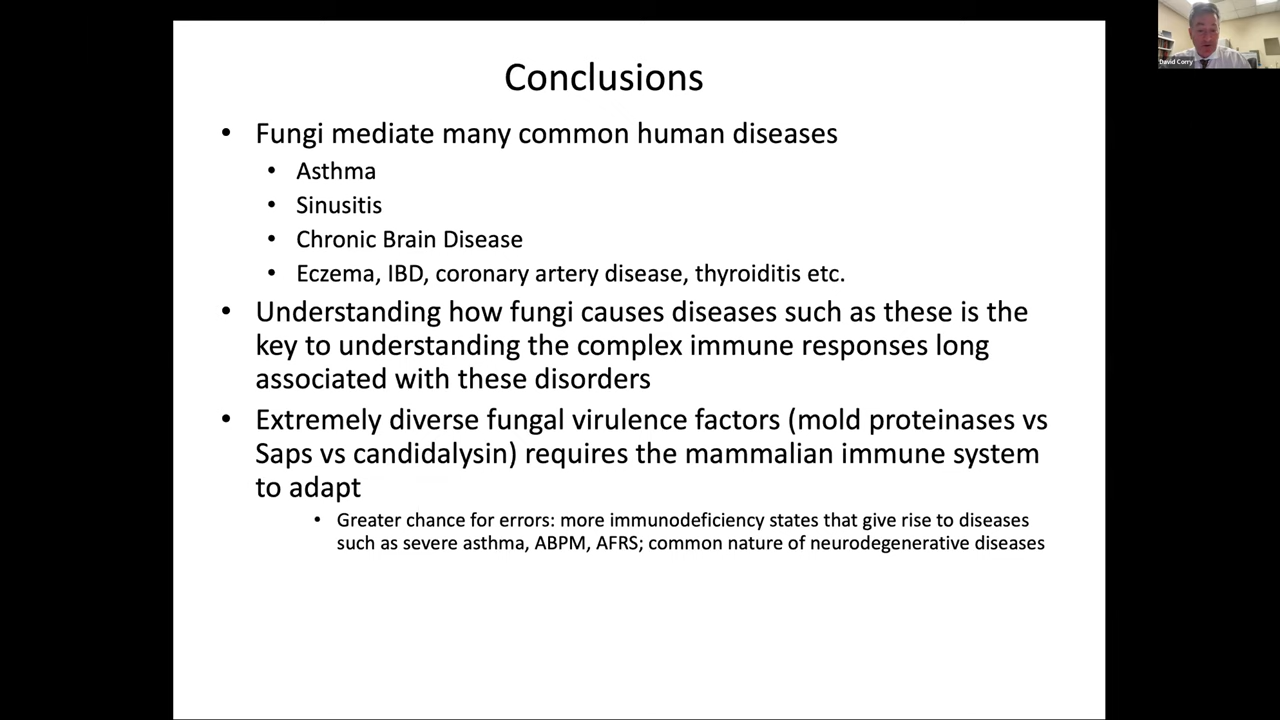 Conclusions
• Fungi mediate many common human diseases
• Asthma
• Sinusitis
• Chronic Brain Disease
• Eczema, IBD, coronary artery disease, thyroiditis etc.
• Understanding how fungi causes diseases such as these is the
key to understanding the complex immune responses long
associated with these disorders
• Extremely diverse fungal virulence factors (mold proteinases vs
Saps vs candidalysin) requires the mammalian immune system
to adapt
• Greater chance for errors: more immunodeficiency states that give rise to diseases
such as severe asthma, ABPM, AFRS; common nature of neurodegenerative diseases
David Corry